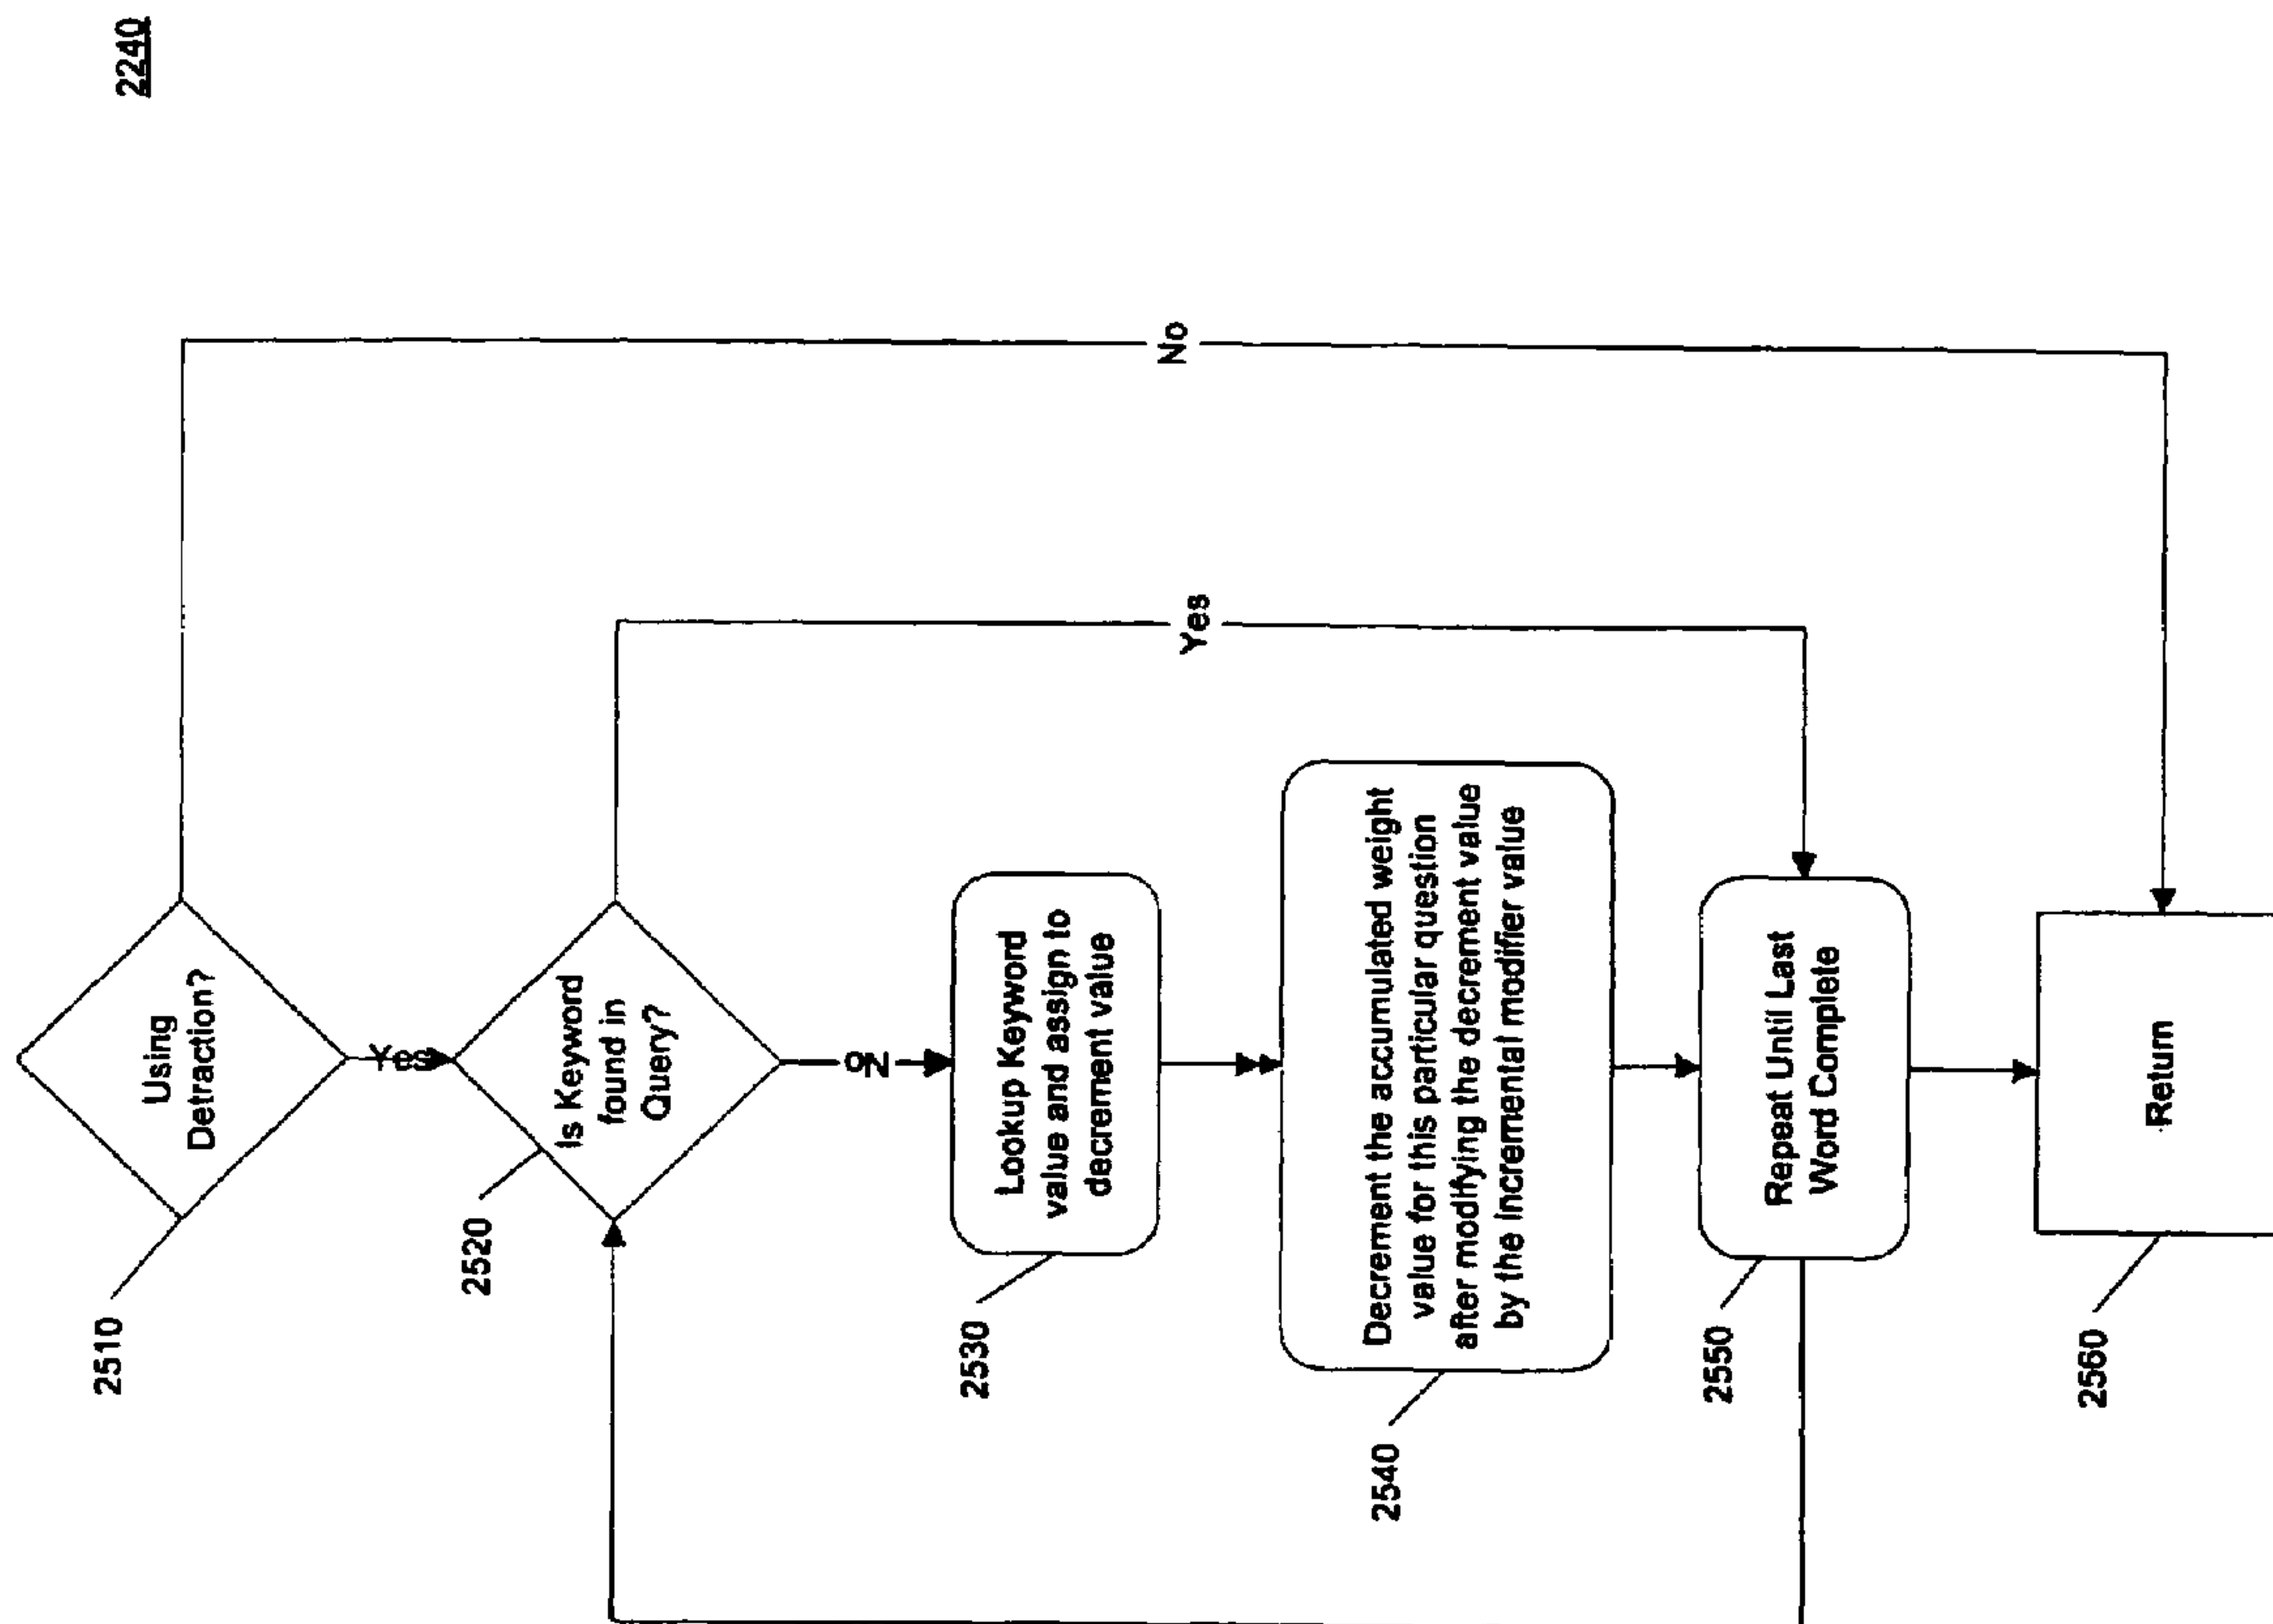 2240
2510
Using
Detraction?
Yes
No
2520
Is Keyword
found in
Query?
No
Yes
2530
Lookup Keyword
value and assign to
decrement value
2540
Decrement the accumulated weight
value for this particular question
after modifying the decrement value
by the incremental modifier value
2550
Repeat Until Last
Word Complete
2560
Return